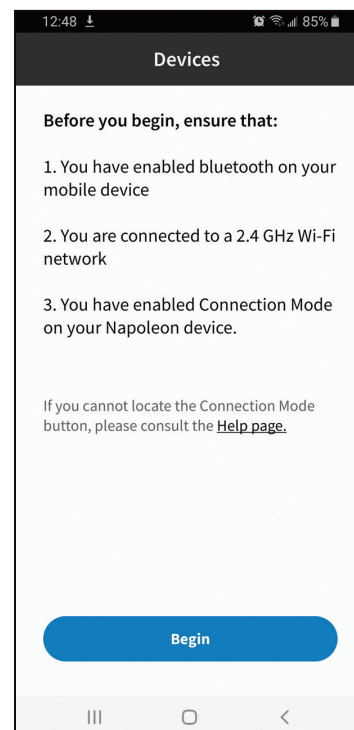 12:48
85%
Devices
Before you begin, ensure that:
1. You have enabled bluetooth on your
mobile device
2. You are connected to a 2.4 GHz Wi-Fi
network
3. You have enabled Connection Mode
on your Napoleon device.
If you cannot locate the Connection Mode
button, please consult the Help page.
Begin